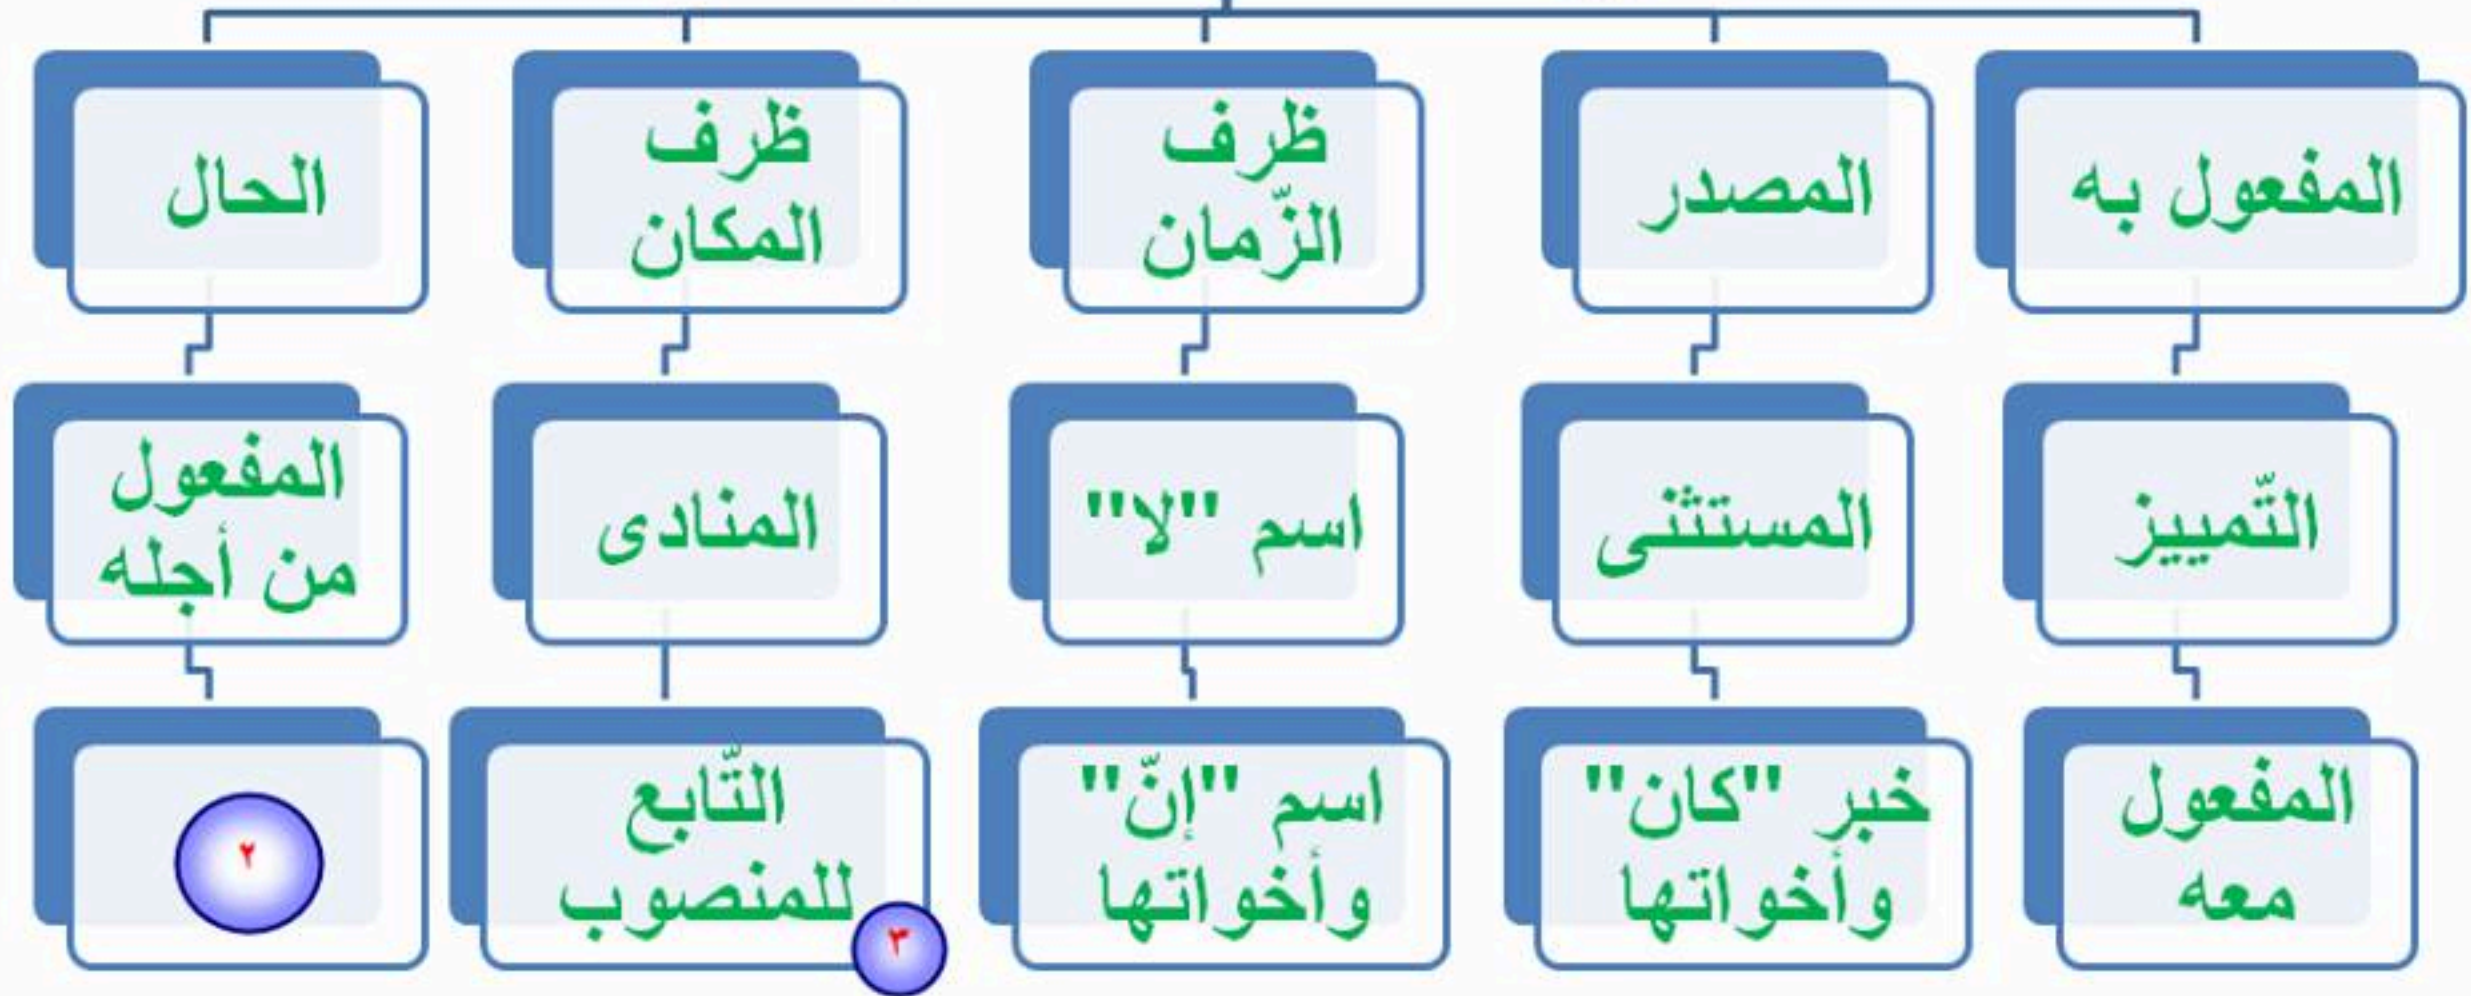 المفعول به
المصدر
ظرف
الزّمان
ظرف
المكان
الحال
التّمييز
المستثنى
اسم "لا"
المنادى
المفعول
من أجله
المفعول
معه
خبر "كان"
وأخواتها
اسم "إنّ"
وأخواتها
التّابع
للمنصوب
٣
٢